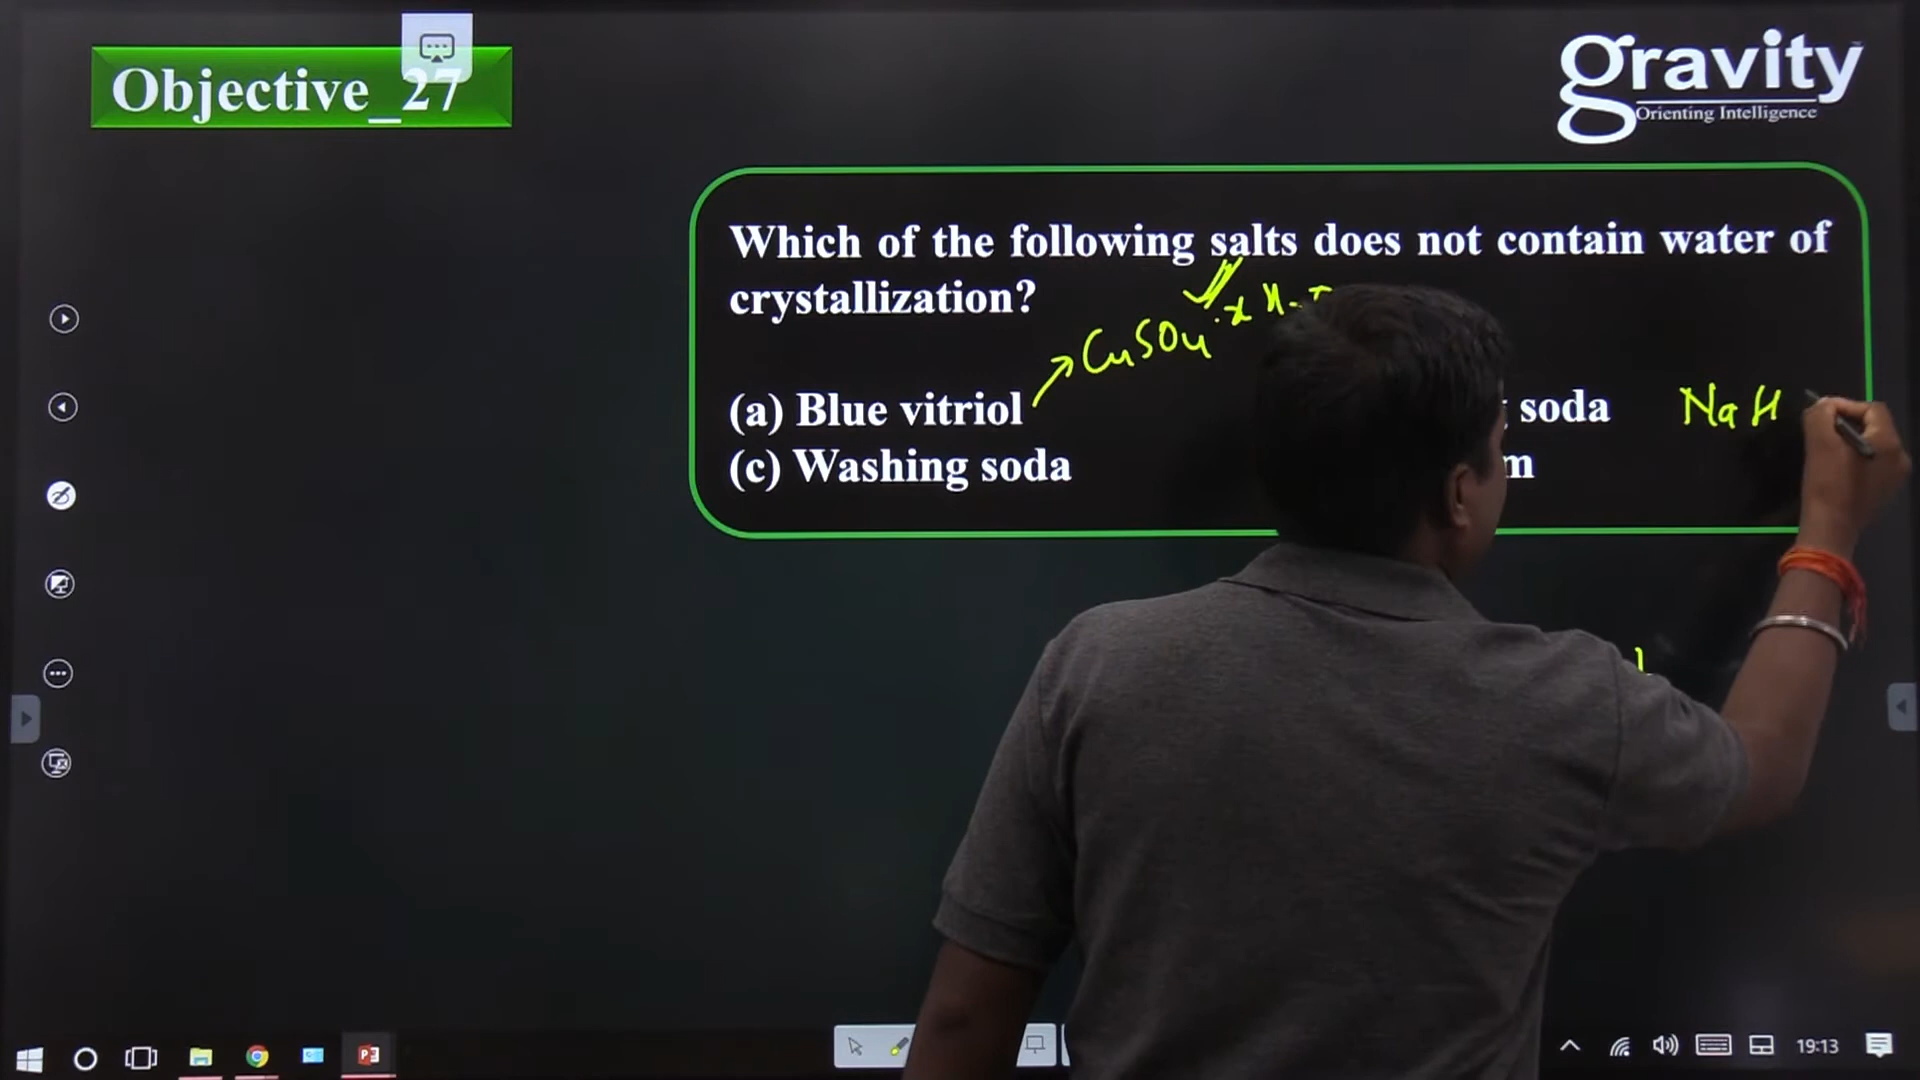 Objective_27
gravity
Orienting Intelligence
Which of the following salts does not contain water of
crystallization?
CuSO4 . x H
(a) Blue vitriol
soda
NaH
(c) Washing soda
19:13